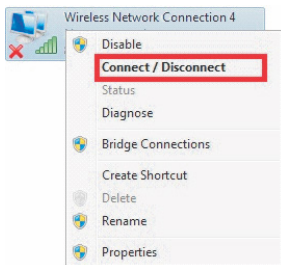 Wireless Network Connection 4
Disable
Connect / Disconnect
Status
Diagnose
Bridge Connections
Create Shortcut
Delete
Rename
Properties